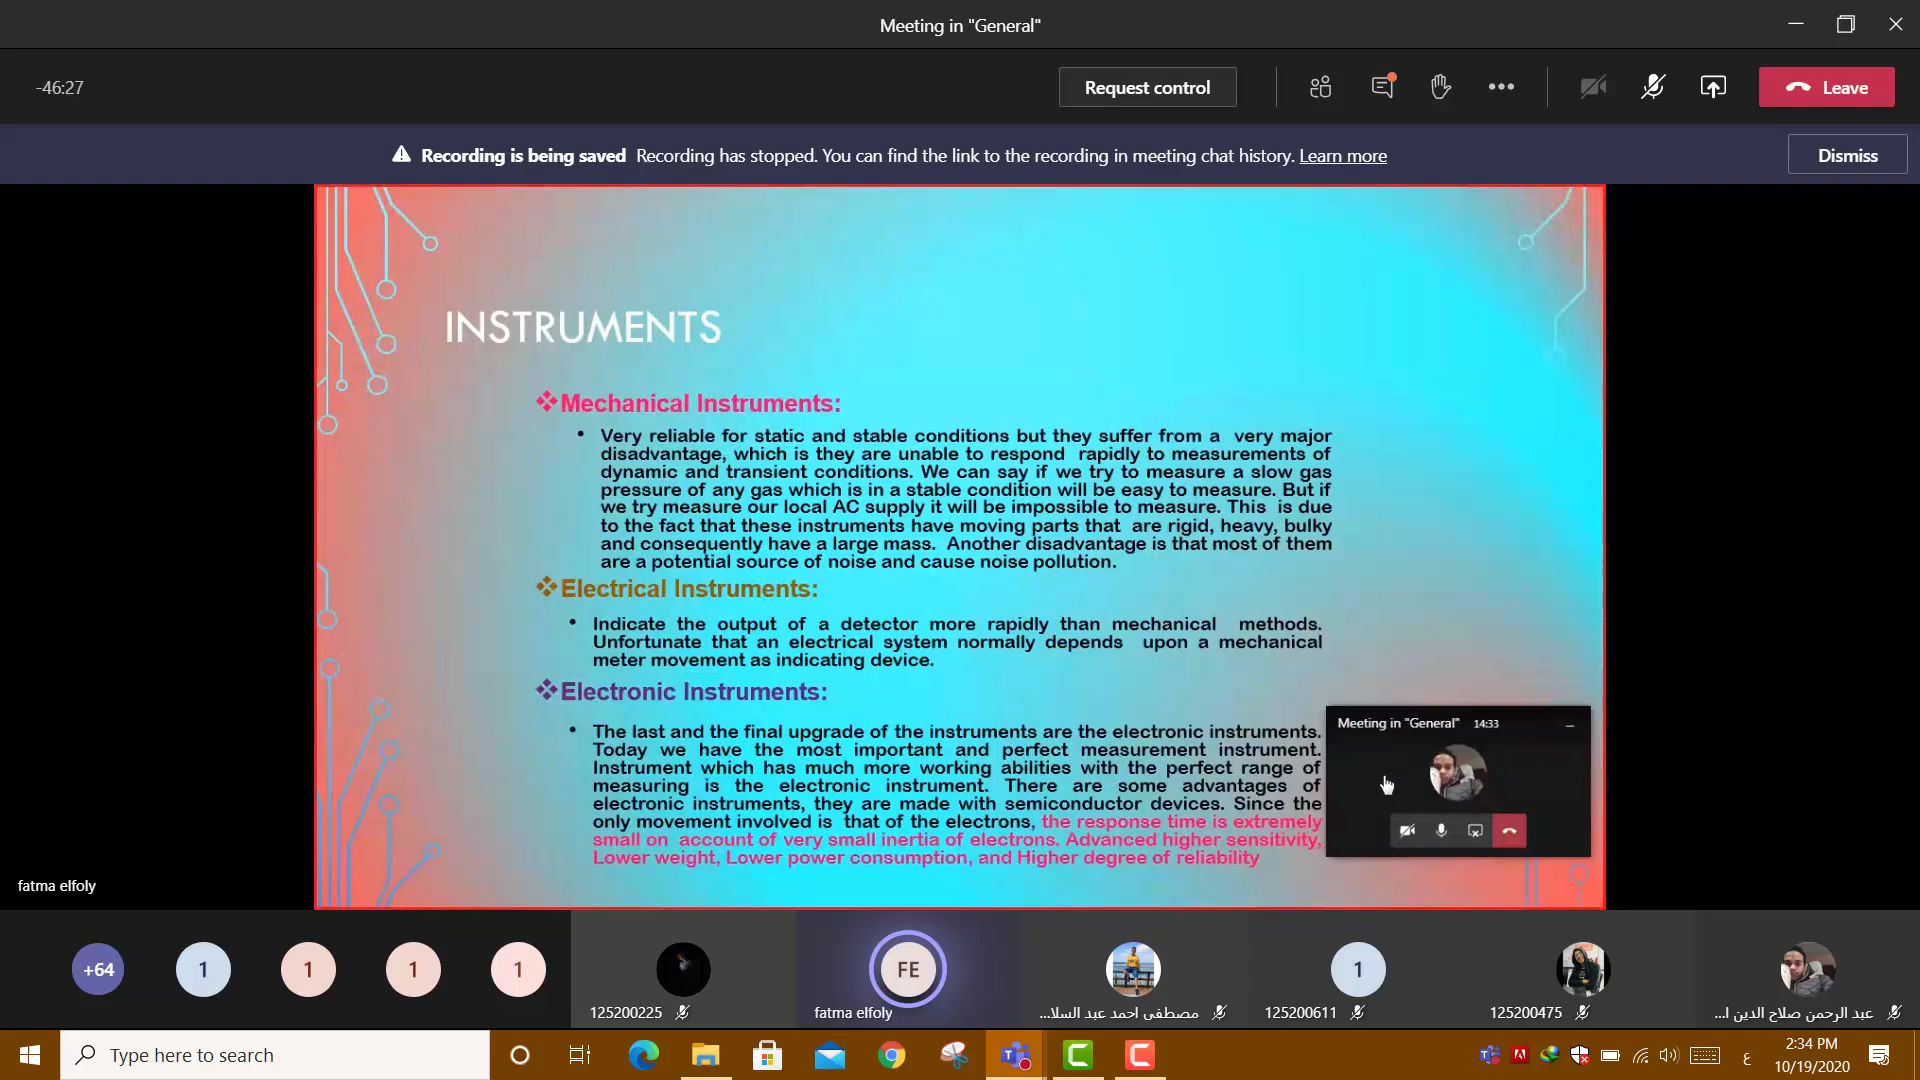 Meeting in "General"
-46:27
Request control
Leave
Recording is being saved Recording has stopped. You can find the link to the recording in meeting chat history. Learn more
Dismiss
INSTRUMENTS
Mechanical Instruments:
• Very reliable for static and stable conditions but they suffer from a very major
disadvantage, which is they are unable to respond rapidly to measurements of
dynamic and transient conditions. We can say if we try to measure a slow gas
pressure of any gas which is in a stable condition will be easy to measure. But if
we try measure our local AC supply it will be impossible to measure. This is due
to the fact that these instruments have moving parts that are rigid, heavy, bulky
and consequently have a large mass. Another disadvantage is that most of them
are a potential source of noise and cause noise pollution.
Electrical Instruments:
• Indicate the output of a detector more rapidly than mechanical methods.
Unfortunate that an electrical system normally depends upon a mechanical
meter movement as indicating device.
Electronic Instruments:
• The last and the final upgrade of the instruments are the electronic instruments.
Today we have the most important and perfect measurement instrument.
Instrument which has much more working abilities with the perfect range of
measuring is the electronic instrument. There are some advantages of
electronic instruments, they are made with semiconductor devices. Since the
only movement involved is that of the electrons, the response time is extremely
small on account of very small inertia of electrons. Advanced higher sensitivity,
Lower weight, Lower power consumption, and Higher degree of reliability
Meeting in "General" 14:33
fatma elfoly
+64
1
1
1
1
FE
1
125200225
fatma elfoly
مصطفى احمد عبد السلا...
125200611
125200475
عبد الرحمن صلاح الدين ا...
Type here to search
ع
2:34 PM
10/19/2020